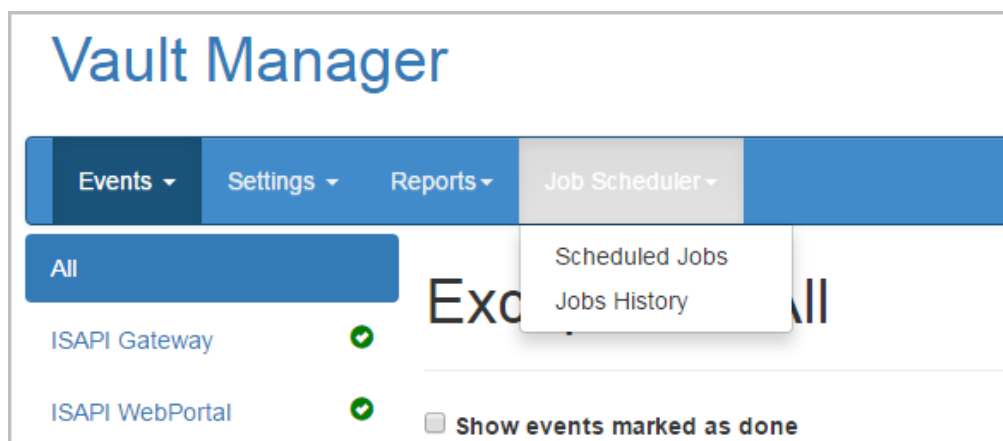 Vault Manager
Events Settings Reports Job Scheduler
All
Scheduled Jobs
Jobs History
All
ISAPI Gateway
ISAPI WebPortal
Show events marked as done